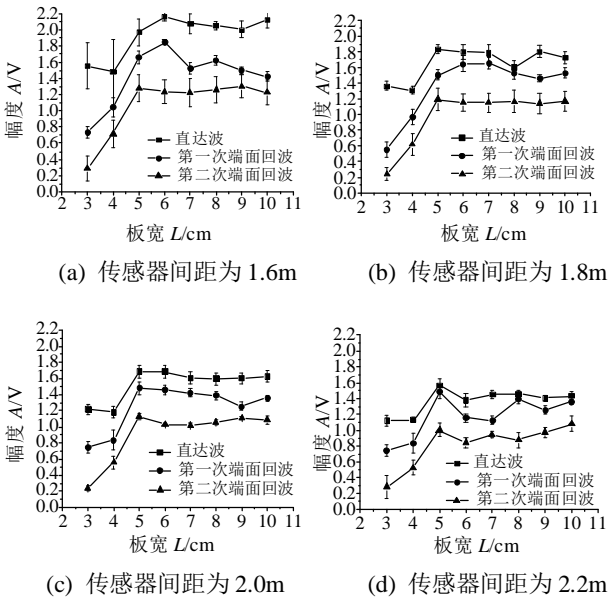 2.2
2.0
1.8
1.6
1.4
1.2
1.0
0.8
0.6
0.4
0.2
0.0
幅度 A/V
直达波
第一次端面回波
第二次端面回波
2 3 4 5 6 7 8 9 10 11
板宽 L/cm
(a) 传感器间距为 1.6m
1.8
1.6
1.4
1.2
1.0
0.8
0.6
0.4
0.2
0.0
2.2
2.0
幅度 A/V
直达波
第一次端面回波
第二次端面回波
2 3 4 5 6 7 8 9 10 11
板宽 L/cm
(b) 传感器间距为 1.8m
2.2
2.0
1.8
1.6
1.4
1.2
1.0
0.8
0.6
0.4
0.2
0.0
幅度 A/V
直达波
第一次端面回波
第二次端面回波
2 3 4 5 6 7 8 9 10 11
板宽 L/cm
(c) 传感器间距为 2.0m
2.2
2.0
1.8
1.6
1.4
1.2
1.0
0.8
0.6
0.4
0.2
0.0
幅度 A/V
直达波
第一次端面回波
第二次端面回波
2 3 4 5 6 7 8 9 10 11
板宽 L/cm
(d) 传感器间距为 2.2m